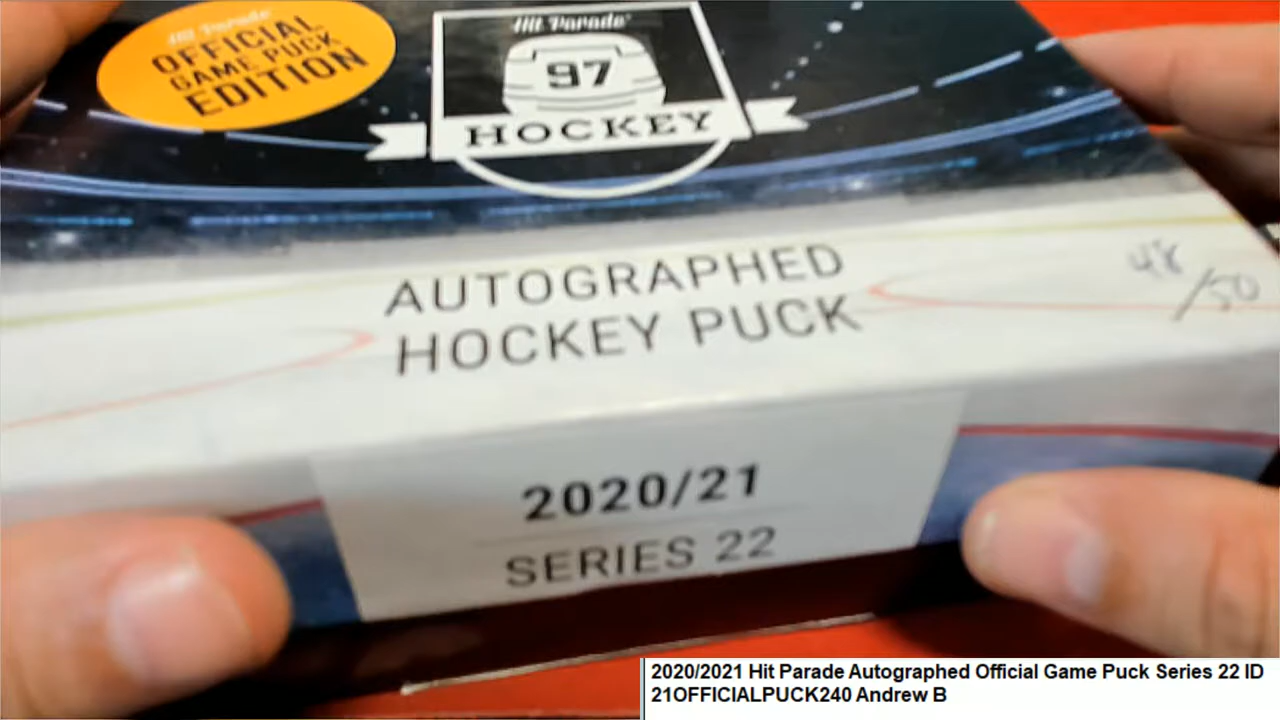 Hit Parade
OFFICIAL
GAME PUCK
EDITION
Hit Parade
97
HOCKEY
AUTOGRAPHED
HOCKEY PUCK
48/50
2020/21
SERIES 22
2020/2021 Hit Parade Autographed Official Game Puck Series 22 ID
21OFFICIALPUCK240 Andrew B